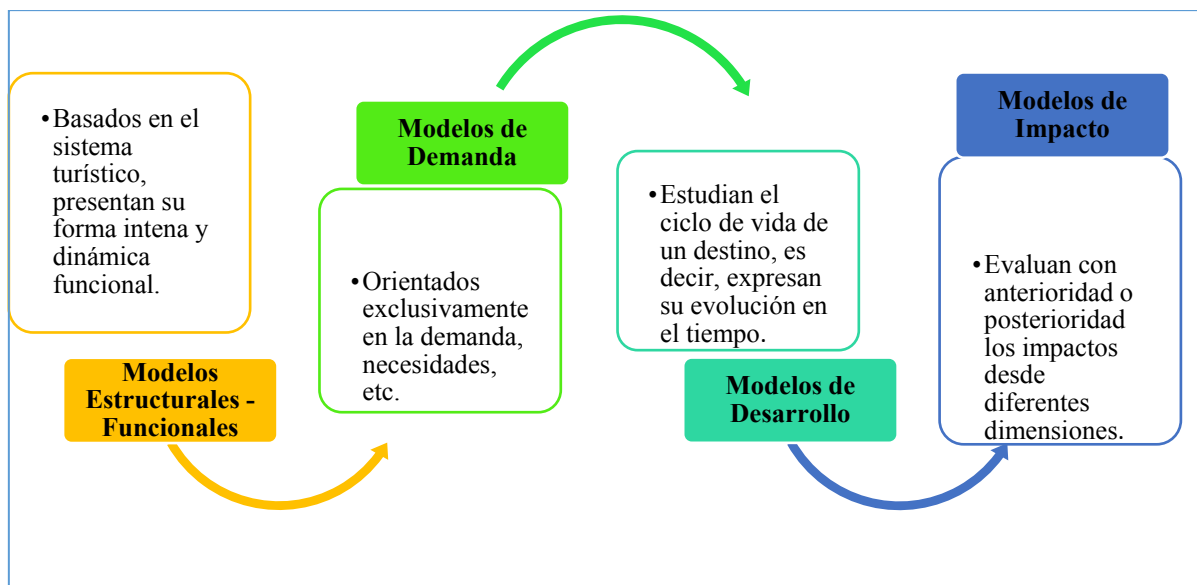 •Basados en el
sistema
turístico,
presentan su
forma intena y
dinámica
funcional.
Modelos
Estructurales -
Funcionales
Modelos de
Demanda
•Orientados
exclusivamente
en la demanda,
necesidades,
etc.
•Estudian el
ciclo de vida de
un destino, es
decir, expresan
su evolución en
el tiempo.
Modelos de
Desarrollo
Modelos de
Impacto
•Evaluan con
anterioridad o
posterioridad
los impactos
desde
diferentes
dimensiones.